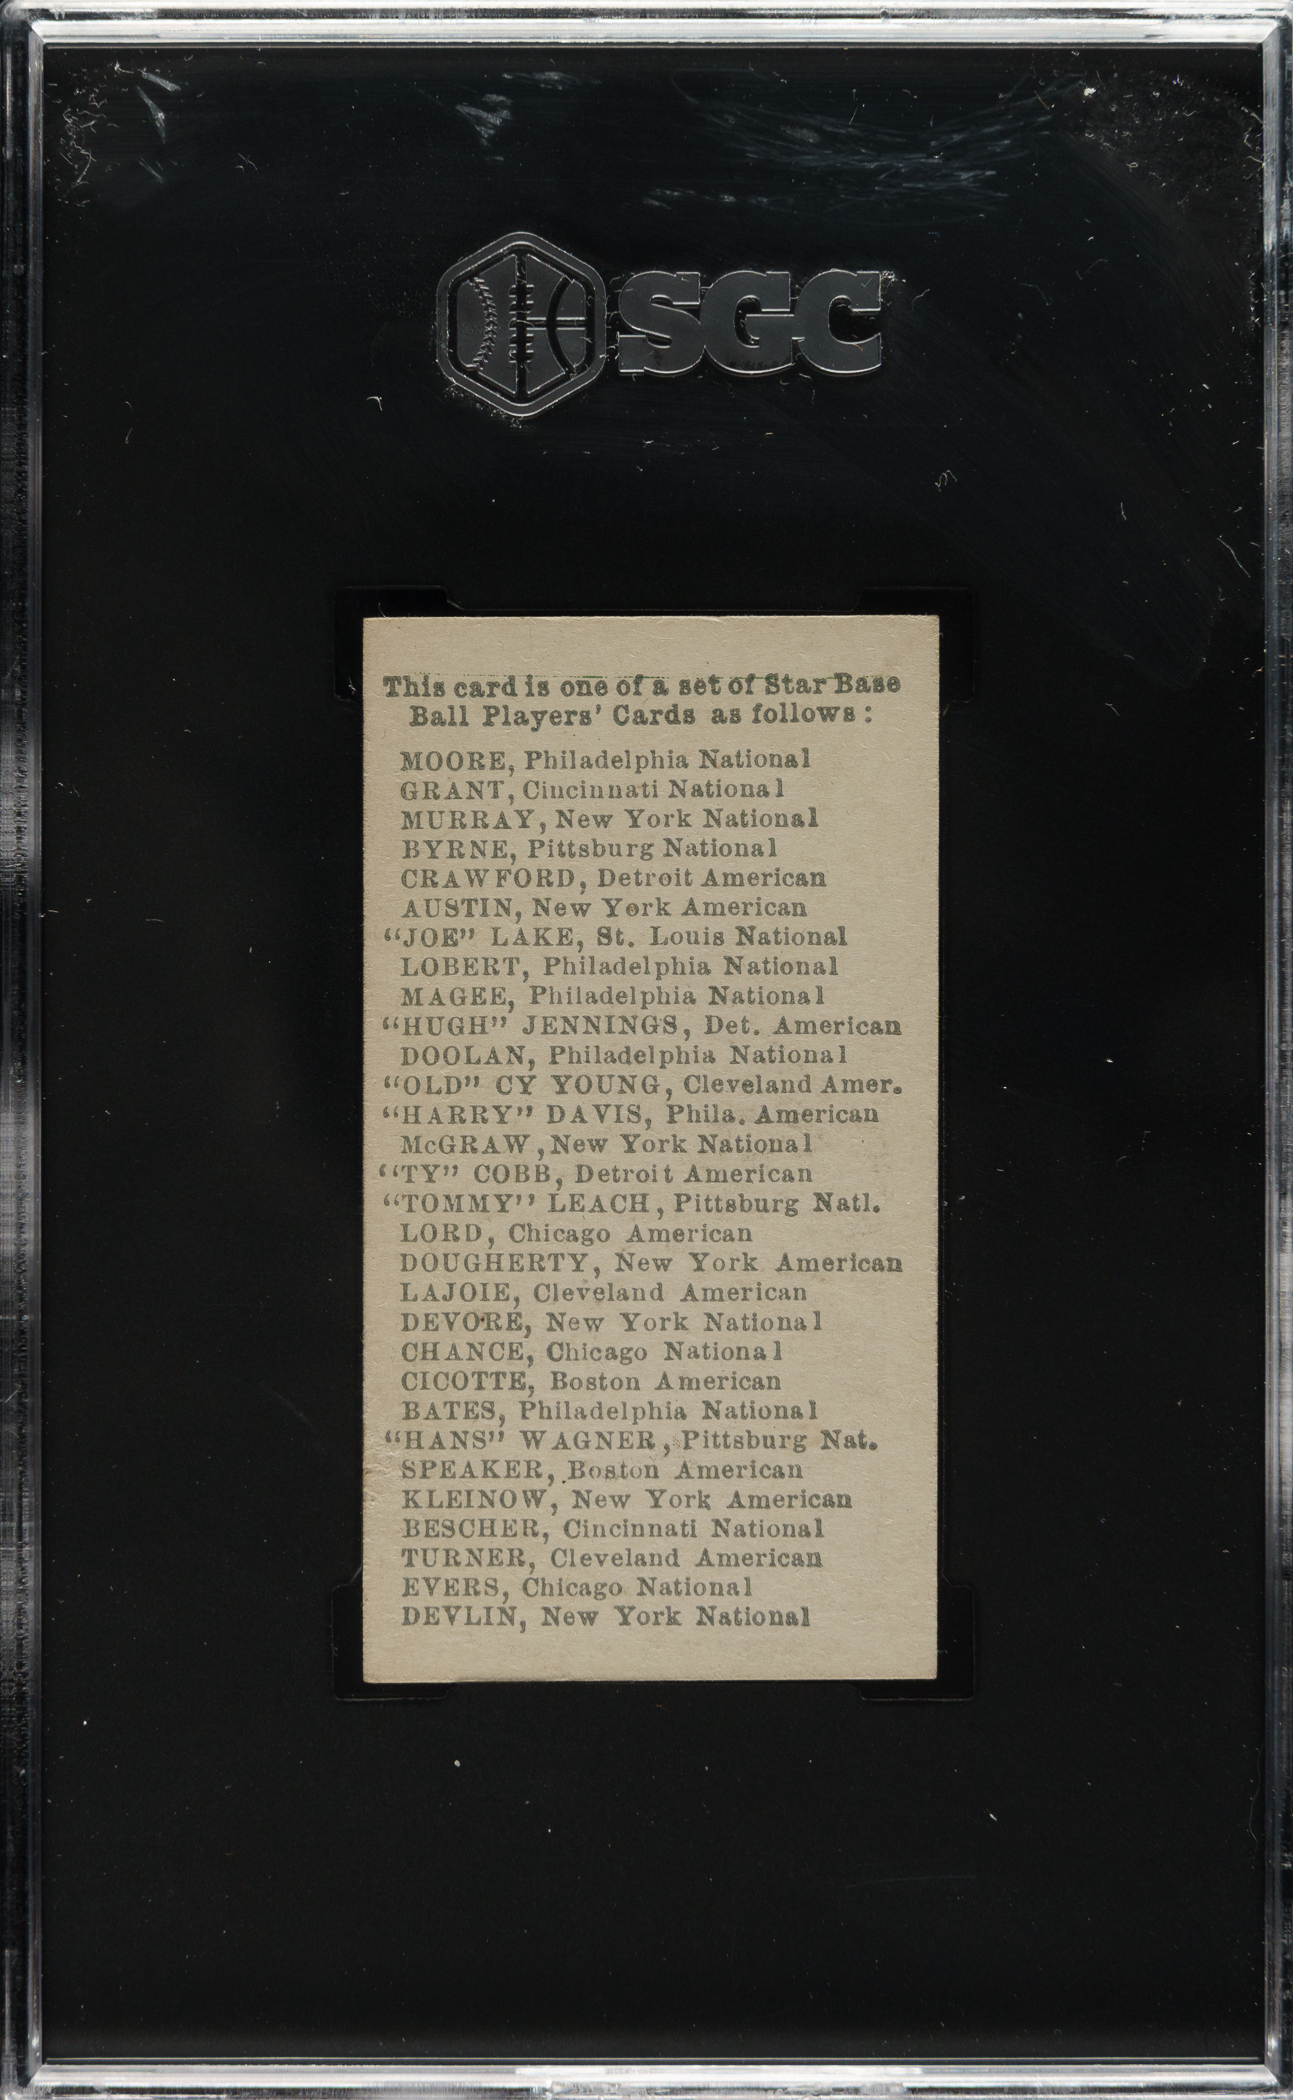 SGC
This card is one of a set of Star Base
Ball Players' Cards as follows:
MOORE, Philadelphia National
GRANT, Cincinnati National
MURRAY, New York National
BYRNE, Pittsburg National
CRAWFORD, Detroit American
AUSTIN, New York American
“JOE” LAKE, St. Louis National
LOBERT, Philadelphia National
MAGEE, Philadelphia National
“HUGH” JENNINGS, Det. American
DOOLAN, Philadelphia National
“OLD” CY YOUNG, Cleveland Amer.
“HARRY” DAVIS, Phila. American
McGRAW, New York National
“TY” COBB, Detroit American
“TOMMY” LEACH, Pittsburg Natl.
LORD, Chicago American
DOUGHERTY, New York American
LAJOIE, Cleveland American
DEVORE, New York National
CHANCE, Chicago National
CICOTTE, Boston American
BATES, Philadelphia National
“HANS” WAGNER, Pittsburg Nat.
SPEAKER, Boston American
KLEINOW, New York American
BESCHER, Cincinnati National
TURNER, Cleveland American
EVERS, Chicago National
DEVLIN, New York National